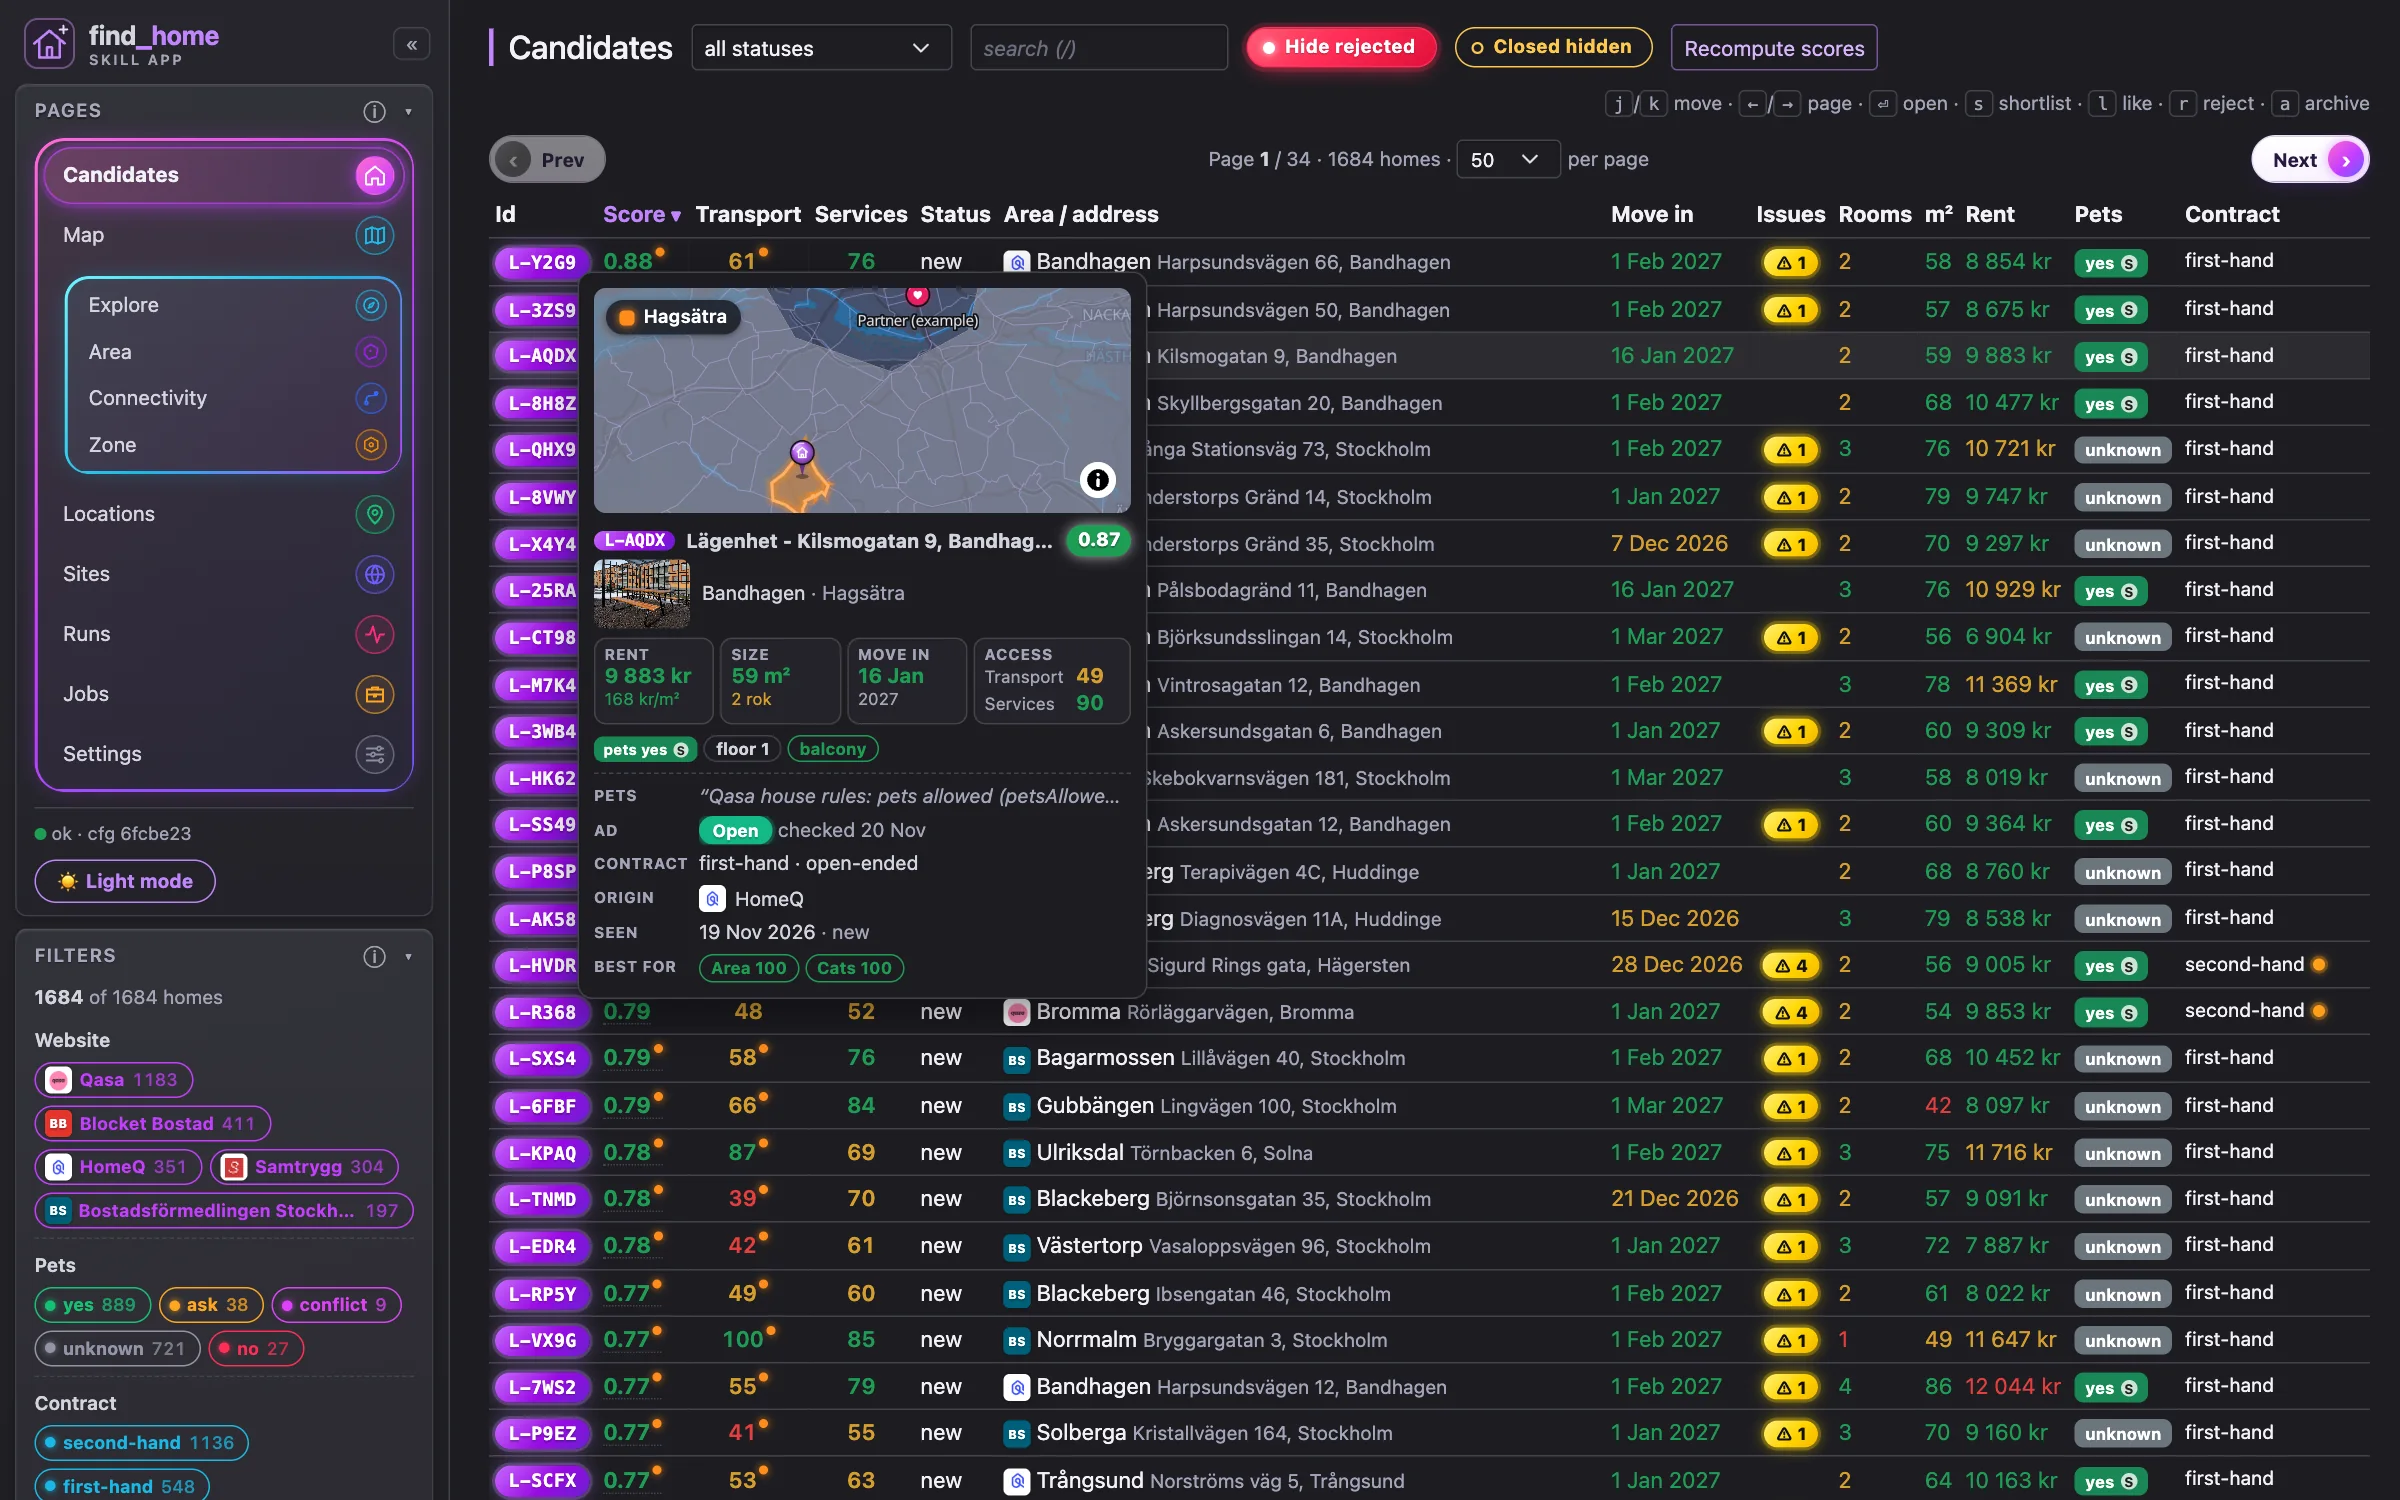 find_home
SKILL APP
«
PAGES
Candidates
Map
Explore
Area
Connectivity
Zone
Locations
Sites
Runs
Jobs
Settings
ok · cfg 6fcbe23
Light mode
FILTERS
1684 of 1684 homes
Website
Qasa 1183
BB Blocket Bostad 411
HomeQ 351
S Samtrygg 304
BS Bostadsförmedlingen Stockh... 197
Pets
yes 889
ask 38
conflict 9
unknown 721
no 27
Contract
second-hand 1136
first-hand 548
Candidates
all statuses
search (/)
Hide rejected
Closed hidden
Recompute scores
j/k move · ←/→ page · ⏎ open · s shortlist · l like · r reject · a archive
‹ Prev
Page 1 / 34 · 1684 homes · 50 per page
Next ›
Id Score ▾ Transport Services Status Area / address Move in Issues Rooms m² Rent Pets Contract
L-Y2G9 0.88 61 76 new Bandhagen Harpsundsvägen 66, Bandhagen 1 Feb 2027 1 2 58 8 854 kr yes S first-hand
L-3ZS9 Harpsundsvägen 50, Bandhagen 1 Feb 2027 1 2 57 8 675 kr yes S first-hand
L-AQDX Kilsmogatan 9, Bandhagen 16 Jan 2027 2 59 9 883 kr yes S first-hand
L-8H8Z Skyllbergsgatan 20, Bandhagen 1 Feb 2027 2 68 10 477 kr yes S first-hand
L-QHX9 Stationsväg 73, Stockholm 1 Feb 2027 1 3 76 10 721 kr unknown first-hand
L-8VWY Gränd 14, Stockholm 1 Jan 2027 1 2 79 9 747 kr unknown first-hand
L-X4Y4 Gränd 35, Stockholm 7 Dec 2026 1 2 70 9 297 kr unknown first-hand
L-25RA Pålsbodagränd 11, Bandhagen 16 Jan 2027 3 76 10 929 kr yes S first-hand
L-CT98 Björksundsslingan 14, Stockholm 1 Mar 2027 1 2 56 6 904 kr unknown first-hand
L-M7K4 Vintrosagatan 12, Bandhagen 1 Feb 2027 3 78 11 369 kr yes S first-hand
L-3WB4 Askersundsgatan 6, Bandhagen 1 Jan 2027 1 2 60 9 309 kr yes S first-hand
L-HK62 Skebokvarnsvägen 181, Stockholm 1 Mar 2027 3 58 8 019 kr unknown first-hand
L-SS49 Askersundsgatan 12, Bandhagen 1 Feb 2027 1 2 60 9 364 kr yes S first-hand
L-P8SP erg Terapivägen 4C, Huddinge 1 Jan 2027 2 68 8 760 kr unknown first-hand
L-AK58 erg Diagnosvägen 11A, Huddinge 15 Dec 2026 3 79 8 538 kr unknown first-hand
L-HVDR Sigurd Rings gata, Hägersten 28 Dec 2026 4 2 56 9 005 kr yes S second-hand
L-R368 0.79 48 52 new Bromma Rörläggarvägen, Bromma 1 Jan 2027 4 2 54 9 853 kr yes S second-hand
L-SXS4 0.79 58 76 new BS Bagarmossen Lillåvägen 40, Stockholm 1 Feb 2027 1 2 68 10 452 kr unknown first-hand
L-6FBF 0.79 66 84 new BS Gubbängen Lingvägen 100, Stockholm 1 Mar 2027 1 2 42 8 097 kr unknown first-hand
L-KPAQ 0.78 87 69 new BS Ulriksdal Törnbacken 6, Solna 1 Feb 2027 1 3 75 11 716 kr unknown first-hand
L-TNMD 0.78 39 70 new BS Blackeberg Björnsonsgatan 35, Stockholm 21 Dec 2026 1 2 57 9 091 kr unknown first-hand
L-EDR4 0.78 42 61 new BS Västertorp Vasaloppsvägen 96, Stockholm 1 Jan 2027 1 3 72 7 887 kr unknown first-hand
L-RP5Y 0.77 49 60 new BS Blackeberg Ibsengatan 46, Stockholm 1 Feb 2027 1 2 61 8 022 kr unknown first-hand
L-VX9G 0.77 100 85 new BS Norrmalm Bryggargatan 3, Stockholm 1 Feb 2027 1 1 49 11 647 kr unknown first-hand
L-7WS2 0.77 55 79 new Bandhagen Harpsundsvägen 12, Bandhagen 1 Feb 2027 1 4 86 12 044 kr yes S first-hand
L-P9EZ 0.77 41 55 new BS Solberga Kristallvägen 164, Stockholm 1 Jan 2027 1 3 70 9 160 kr unknown first-hand
L-SCFX 0.77 53 63 new Trångsund Norströms väg 5, Trångsund 1 Jan 2027 2 64 10 163 kr yes S first-hand
Hagsätra
Partner (example)
NACKA
L-AQDX Lägenhet - Kilsmogatan 9, Bandhag... 0.87
Bandhagen · Hagsätra
RENT
9 883 kr
168 kr/m²
SIZE
59 m²
2 rok
MOVE IN
16 Jan
2027
ACCESS
Transport 49
Services 90
pets yes S
floor 1
balcony
PETS “Qasa house rules: pets allowed (petsAllowe...
AD Open checked 20 Nov
CONTRACT first-hand · open-ended
ORIGIN HomeQ
SEEN 19 Nov 2026 · new
BEST FOR Area 100 Cats 100